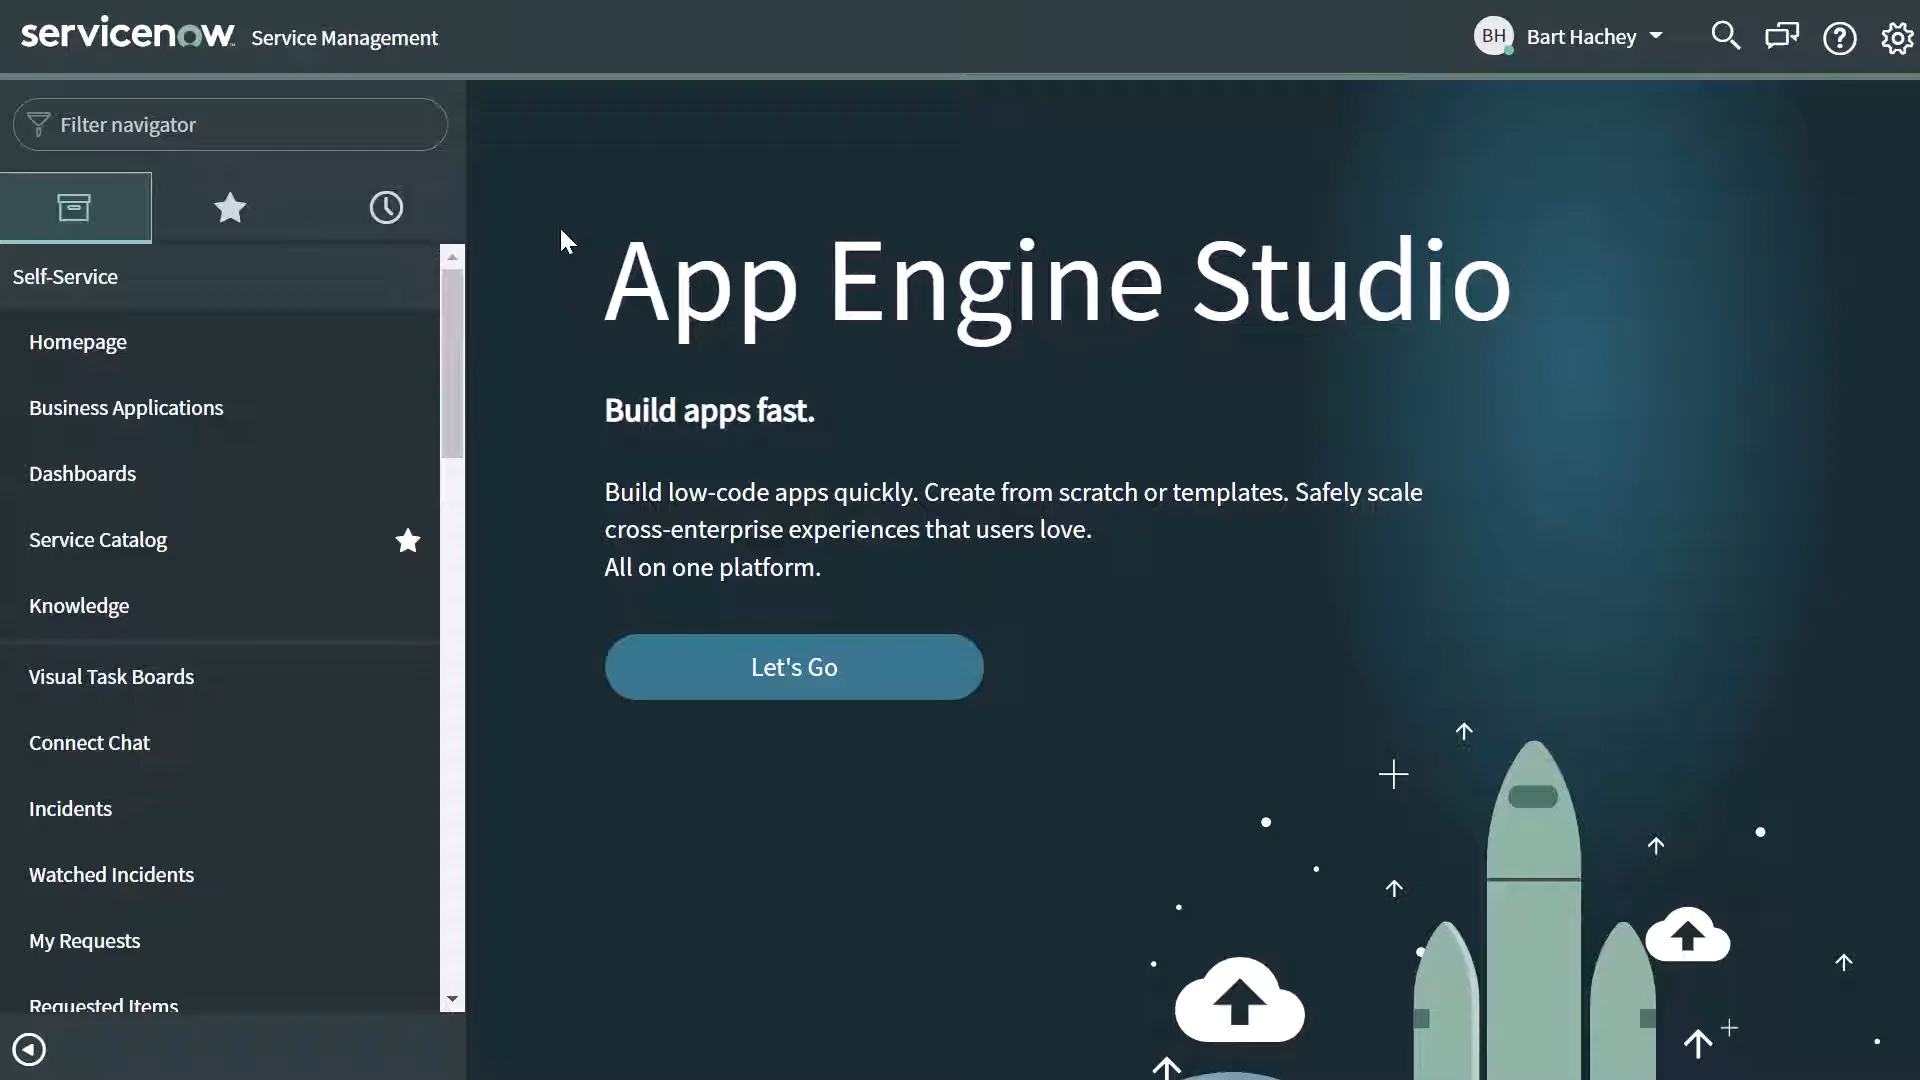 servicenow Service Management
BH Bart Hachey
Filter navigator
Self-Service
Homepage
Business Applications
Dashboards
Service Catalog
Knowledge
Visual Task Boards
Connect Chat
Incidents
Watched Incidents
My Requests
Requested Items
App Engine Studio
Build apps fast.
Build low-code apps quickly. Create from scratch or templates. Safely scale
cross-enterprise experiences that users love.
All on one platform.
Let's Go